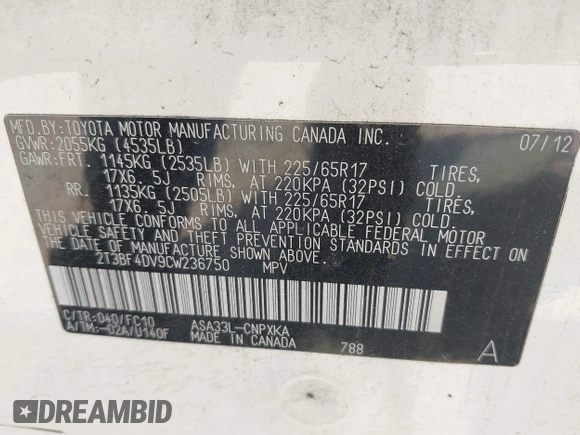 MFD. BY: TOYOTA MOTOR MANUFACTURING CANADA INC. 07/12
GVWR: 2055KG (4535LB)
GAWR: FRT. 1145KG (2535LB) WITH 225/65R17 TIRES,
17X6. 5J RIMS, AT 220KPA (32PSI) COLD.
RR. 1135KG (2505LB) WITH 225/65R17 TIRES,
17X6. 5J RIMS, AT 220KPA (32PSI) COLD.
THIS VEHICLE CONFORMS TO ALL APPLICABLE FEDERAL MOTOR
VEHICLE SAFETY AND THEFT PREVENTION STANDARDS IN EFFECT ON
THE DATE OF MANUFACTURE SHOWN ABOVE.
2T3BF4DV9CW236750 MPV
C/TR: 040/FC10 ASA33L-CNPXKA
A/TM: -02A/U140F MADE IN CANADA 788 A
DREAMBID